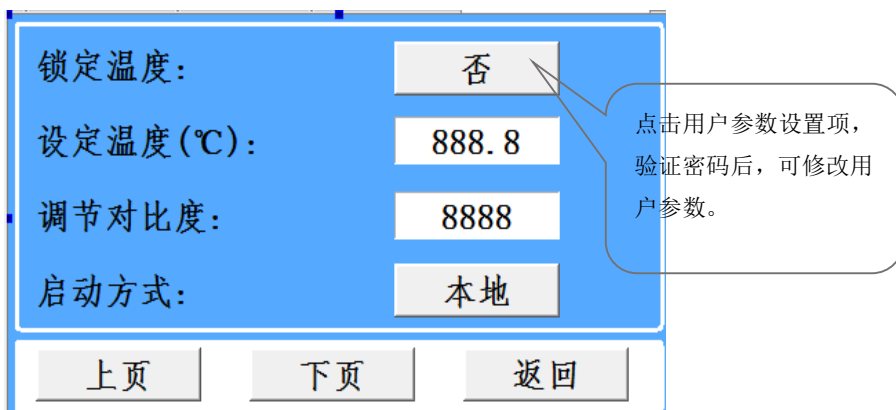 锁定温度: 否
设定温度(℃): 888.8
调节对比度: 8888
启动方式: 本地
上页 下页 返回
点击用户参数设置项，
验证密码后，可修改用
户参数。